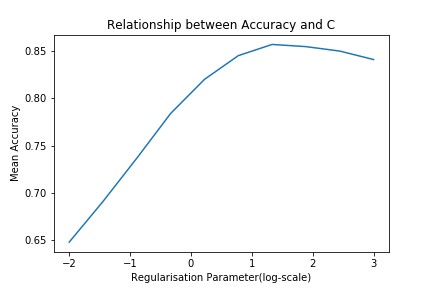 Relationship between Accuracy and C
0.85
0.80
0.75
0.70
0.65
Mean Accuracy
−2 −1 0 1 2 3
Regularisation Parameter(log-scale)